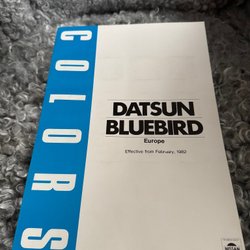 COLORS
DATSUN
BLUEBIRD
Europe
Effective from February, 1982